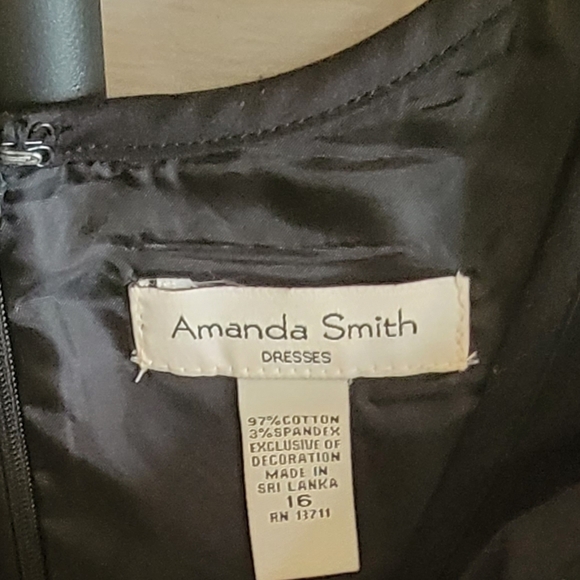 Amanda Smith
DRESSES
97%COTTON
3%SPANDEX
EXCLUSIVE OF
DECORATION
MADE IN
SRI LANKA
16
RN 13711